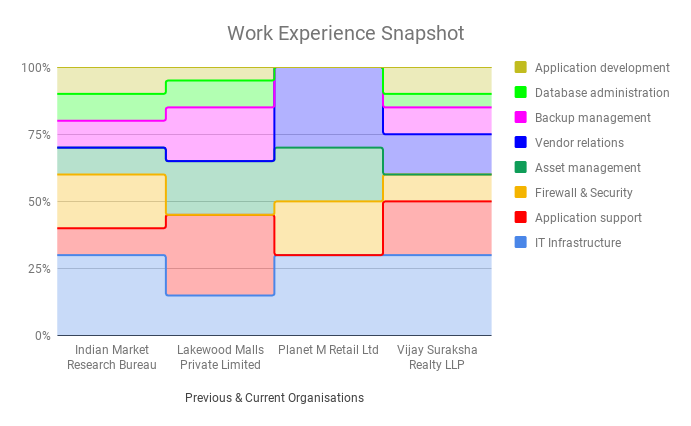 Work Experience Snapshot
100%
75%
50%
25%
0%
Indian Market
Research Bureau
Lakewood Malls
Private Limited
Planet M Retail Ltd
Vijay Suraksha
Realty LLP
Previous & Current Organisations
Application development
Database administration
Backup management
Vendor relations
Asset management
Firewall & Security
Application support
IT Infrastructure